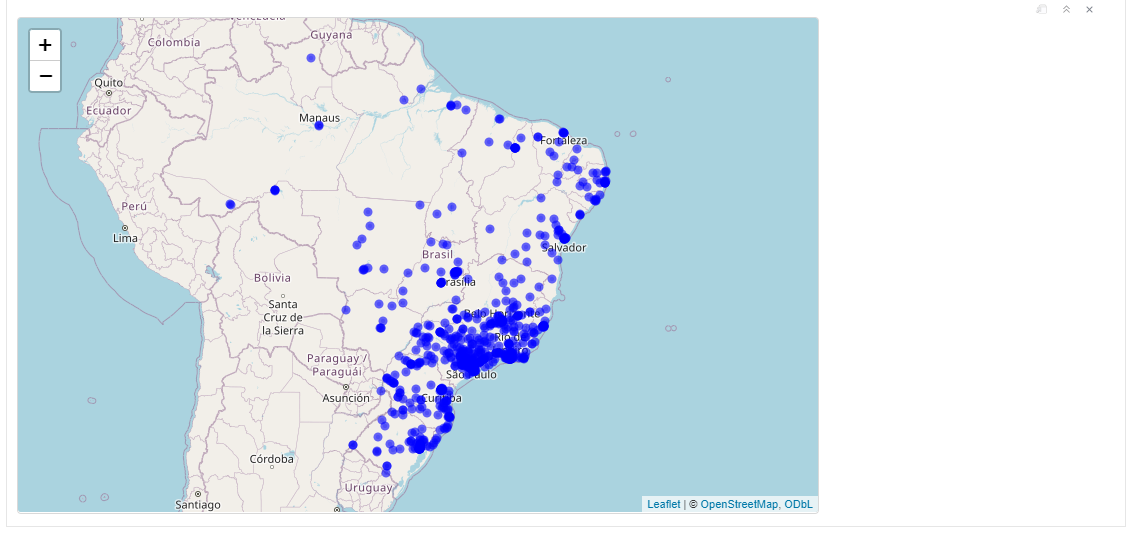 Venezuela
+
Guyana
Colombia
−
Quito
Ecuador
Manaus
Fortaleza
Perú
Lima
Salvador
Brasil
Bolivia
Brasília
Santa
Cruz de
la Sierra
Belo Horizonte
Rio de
Paraguay /
Paraguái
São Paulo
Asunción
Curitiba
Córdoba
Uruguay
Santiago
Leaflet | © OpenStreetMap, ODbL